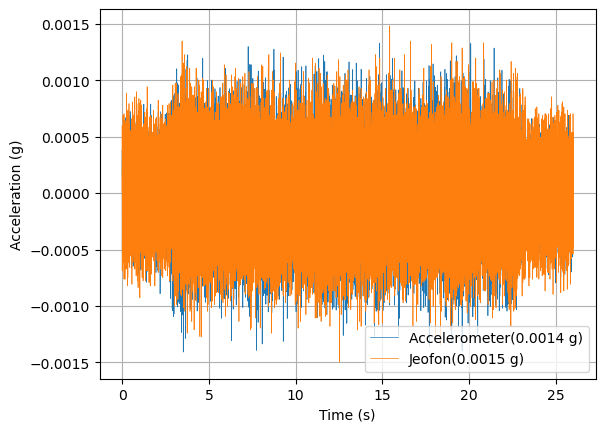 0.0015
0.0010
0.0005
0.0000
−0.0005
−0.0010
−0.0015
Acceleration (g)
0 5 10 15 20 25
Time (s)
Accelerometer(0.0014 g)
Jeofon(0.0015 g)